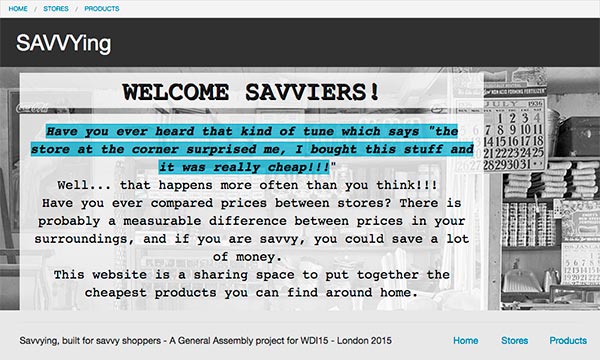 HOME / STORES / PRODUCTS
SAVVYing
WELCOME SAVVIERS!
Have you ever heard that kind of tune which says "the
store at the corner surprised me, I bought this stuff and
it was really cheap!!!"
Well... that happens more often than you think!!!
Have you ever compared prices between stores? There is
probably a measurable difference between prices in your
surroundings, and if you are savvy, you could save a lot
of money.
This website is a sharing space to put together the
cheapest products you can find around home.
JULY 1936
Savvying, built for savvy shoppers - A General Assembly project for WDI15 - London 2015
Home Stores Products